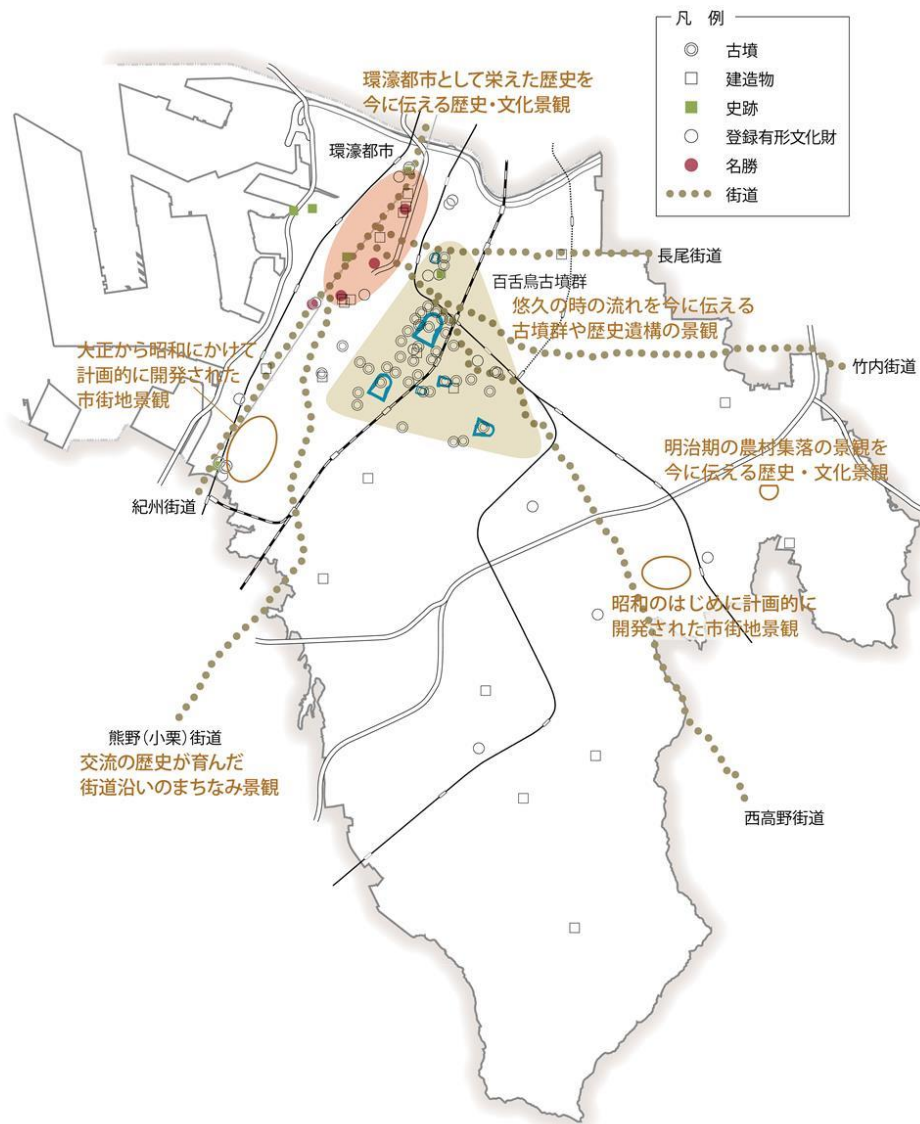 凡 例
古墳
建造物
史跡
登録有形文化財
名勝
街道
環濠都市として栄えた歴史を
今に伝える歴史・文化景観
環濠都市
長尾街道
百舌鳥古墳群
悠久の時の流れを今に伝える
古墳群や歴史遺構の景観
大正から昭和にかけて
計画的に開発された
市街地景観
竹内街道
明治期の農村集落の景観を
今に伝える歴史・文化景観
紀州街道
昭和のはじめに計画的に
開発された市街地景観
熊野(小栗)街道
交流の歴史が育んだ
街道沿いのまちなみ景観
西高野街道